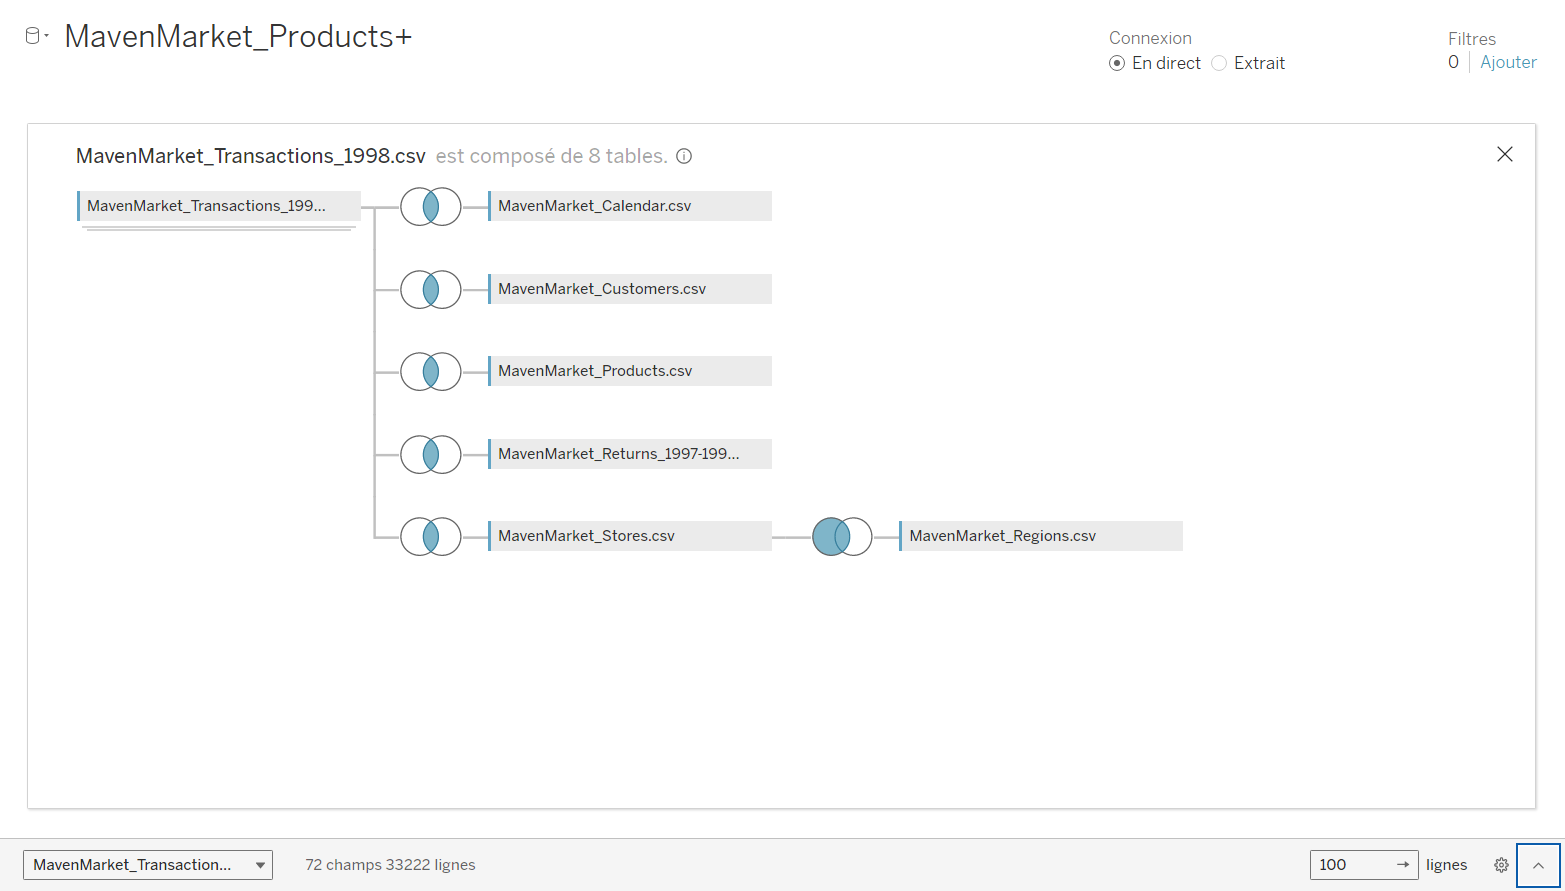 MavenMarket_Products+
Connexion
En direct
Extrait
Filtres
0 Ajouter
MavenMarket_Transactions_1998.csv est composé de 8 tables.
MavenMarket_Transactions_199...
MavenMarket_Calendar.csv
MavenMarket_Customers.csv
MavenMarket_Products.csv
MavenMarket_Returns_1997-199...
MavenMarket_Stores.csv
MavenMarket_Regions.csv
MavenMarket_Transaction...
72 champs 33222 lignes
100
lignes